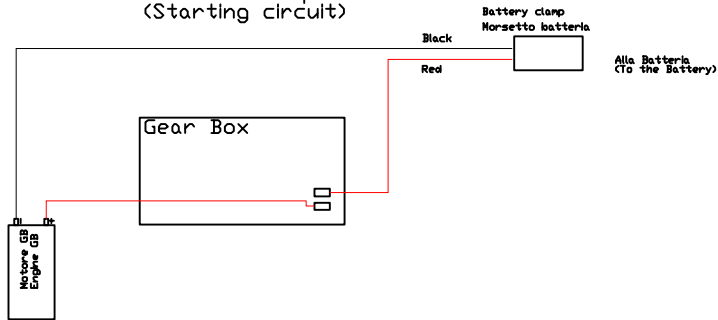 (Starting circuit)
Battery clamp
Morsetto batteria
Black
Red
Alla Batteria
(To the Battery)
Gear Box
- +
Motore GB
Engine GB